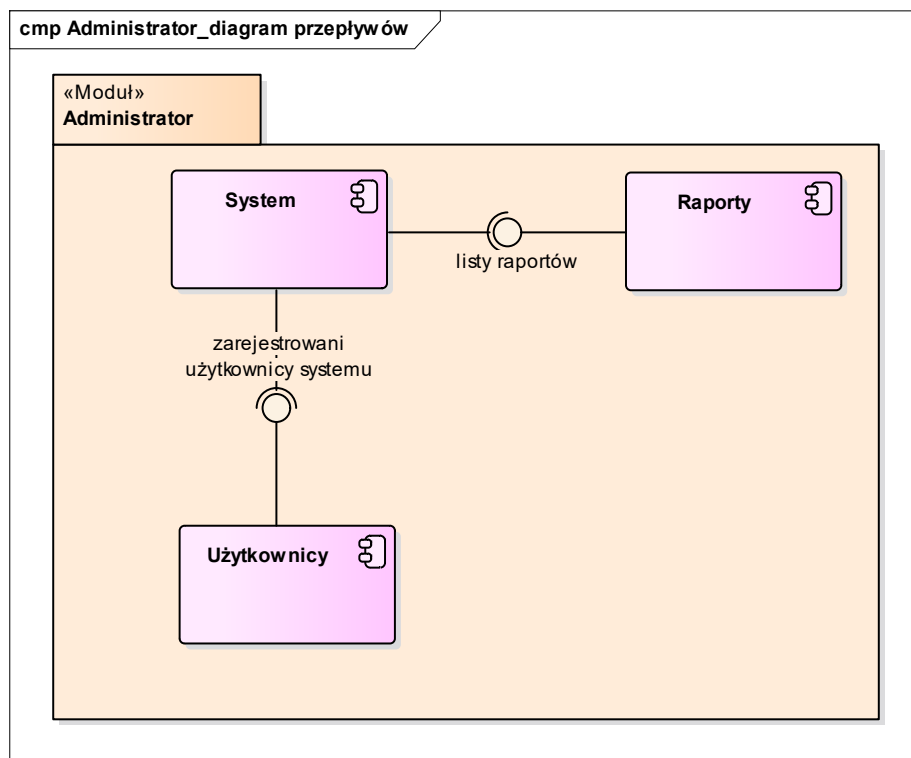 cmp Administrator_diagram przepływów
«Moduł»
Administrator
System
Raporty
listy raportów
zarejestrowani
użytkownicy systemu
Użytkownicy